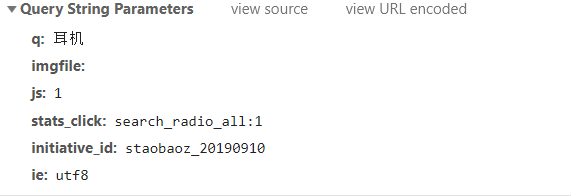 ▼ Query String Parameters view source view URL encoded
q: 耳机
imgfile:
js: 1
stats_click: search_radio_all:1
initiative_id: staobaoz_20190910
ie: utf8